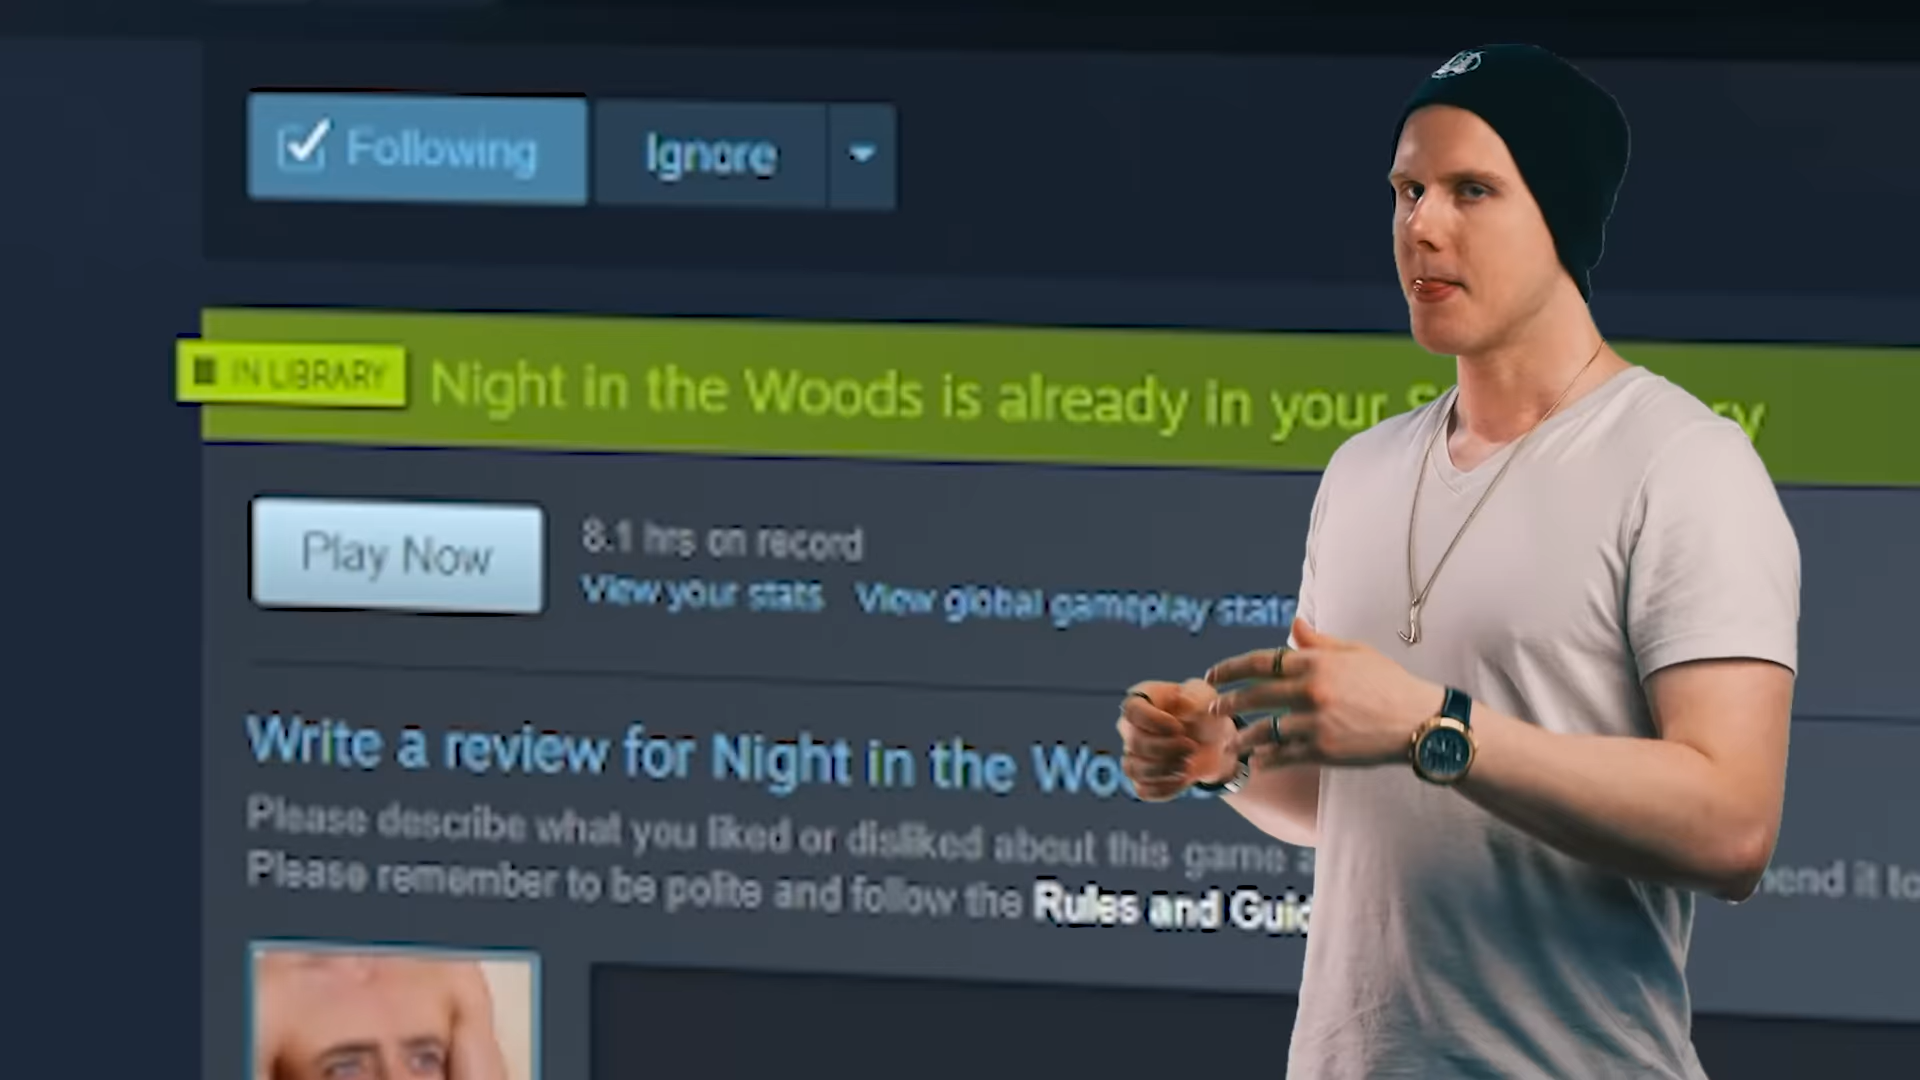 Following
Ignore
IN LIBRARY
Night in the Woods is already in your
Play Now
8.1 hrs on record
View your stats
View global gameplay stats
Write a review for Night in the
Please describe what you liked or disliked about this game
it to
Please remember to be polite and follow the Rules and